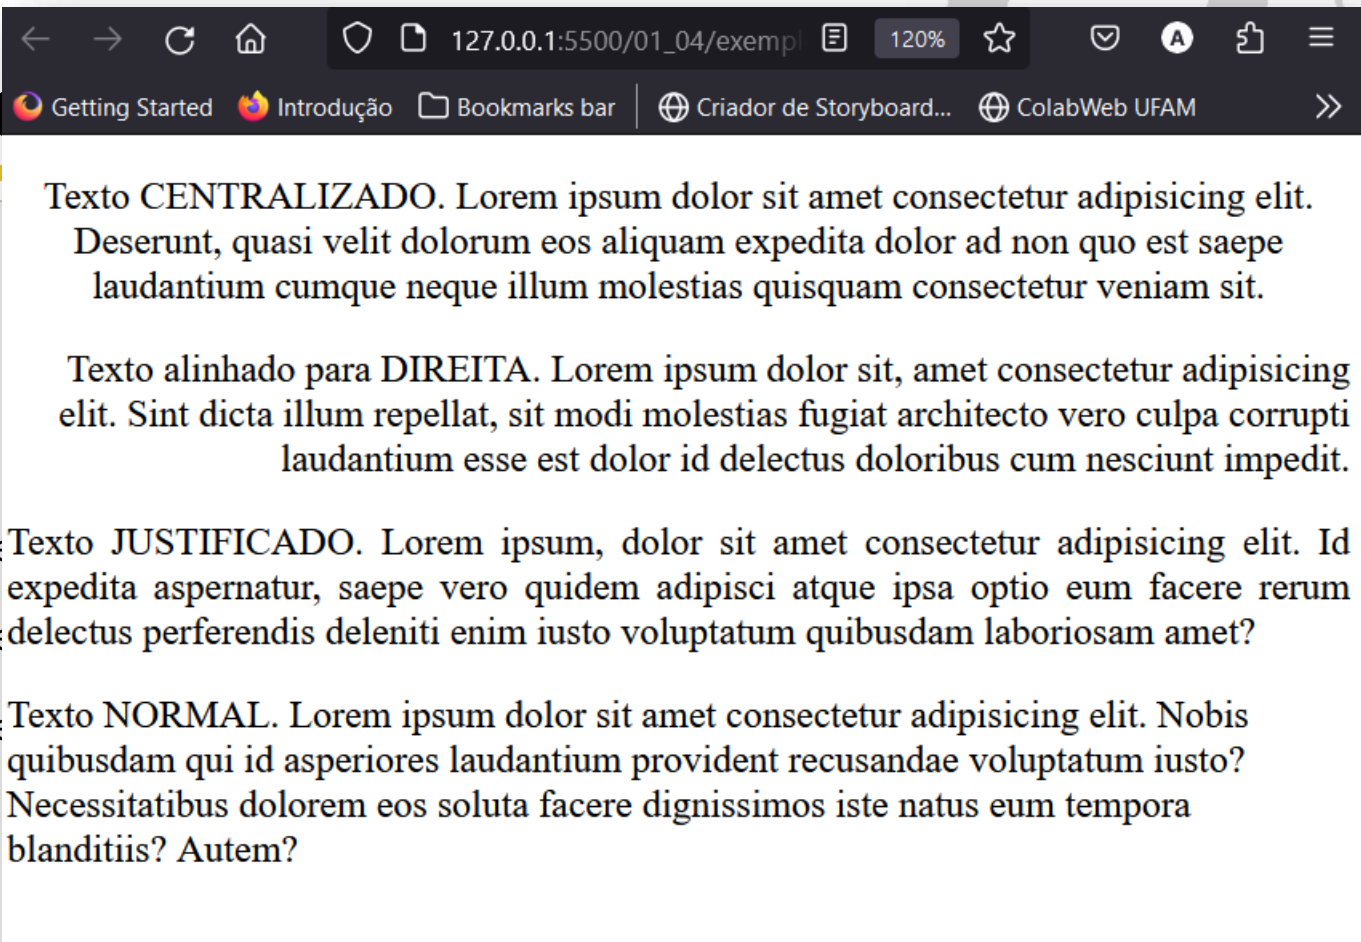 127.0.0.1:5500/01_04/exemp
120%
A
Getting Started
Introdução
Bookmarks bar
Criador de Storyboard...
ColabWeb UFAM
Texto CENTRALIZADO. Lorem ipsum dolor sit amet consectetur adipisicing elit.
Deserunt, quasi velit dolorum eos aliquam expedita dolor ad non quo est saepe
laudantium cumque neque illum molestias quisquam consectetur veniam sit.
Texto alinhado para DIREITA. Lorem ipsum dolor sit, amet consectetur adipisicing
elit. Sint dicta illum repellat, sit modi molestias fugiat architecto vero culpa corrupti
laudantium esse est dolor id delectus doloribus cum nesciunt impedit.
Texto JUSTIFICADO. Lorem ipsum, dolor sit amet consectetur adipisicing elit. Id
expedita aspernatur, saepe vero quidem adipisci atque ipsa optio eum facere rerum
delectus perferendis deleniti enim iusto voluptatum quibusdam laboriosam amet?
Texto NORMAL. Lorem ipsum dolor sit amet consectetur adipisicing elit. Nobis
quibusdam qui id asperiores laudantium provident recusandae voluptatum iusto?
Necessitatibus dolorem eos soluta facere dignissimos iste natus eum tempora
blanditiis? Autem?